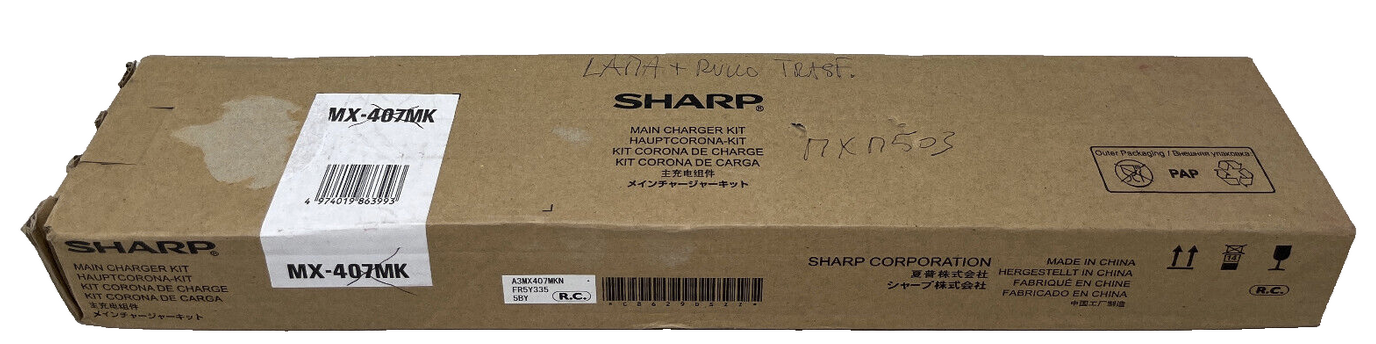 LAMA + RULLO TRASF.
SHARP®
MAIN CHARGER KIT
HAUPTCORONA-KIT
KIT CORONA DE CHARGE
KIT CORONA DE CARGA
主充电组件
メインチャージャーキット
MXM503
MX-407MK
4 974019 863993
MX-407MK
Outer Packaging / Внешняя упаковка:
PAP
SHARP®
MAIN CHARGER KIT
HAUPTCORONA-KIT
KIT CORONA DE CHARGE
KIT CORONA DE CARGA
主充电组件
メインチャージャーキット
A3MX407MKN
FR5Y335
5BY
R.C.
SHARP CORPORATION
夏普株式会社
シャープ株式会社
MADE IN CHINA
HERGESTELLT IN CHINA
FABRIQUÉ EN CHINE
FABRICADO EN CHINA
中国工厂制造
14
R.C.